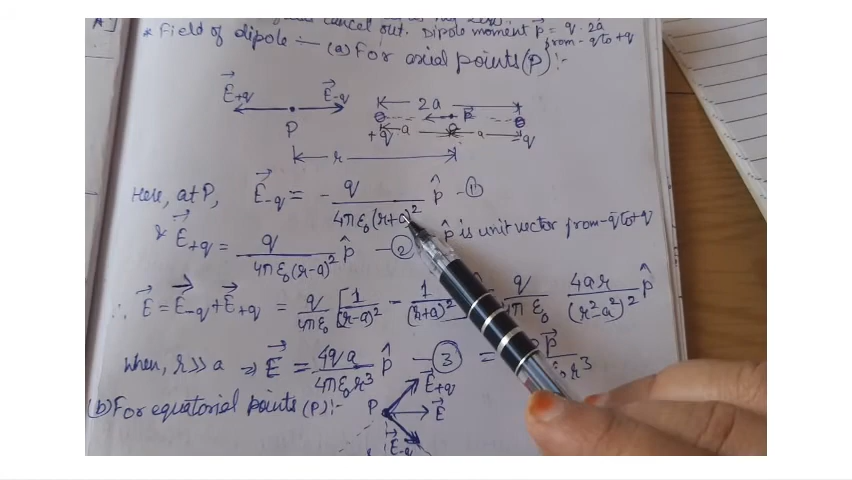 A]
cancel out. Dipole moment p⃗ = q · 2a⃗
* Field of dipole :— from -q to +q
(a) For axial points (P) :-
E⃗+q E⃗-q
P
2a
p⃗
a a
+q -q
r
Here, at P, E⃗-q = - q / 4πε₀(r+a)² p̂ —①
& E⃗+q = q / 4πε₀(r-a)² p̂ —②
p̂ is unit vector from -q to +q
∴ E⃗ = E⃗-q + E⃗+q = q / 4πε₀ [ 1 / (r-a)² - 1 / (r+a)² q / 4πε₀ 4ar / (r²-a²)² p̂
When, r >> a ⇒ E⃗ = 4qa / 4πε₀r³ p̂ —③ = p⃗ / ε₀r³
(b) For equatorial points (P) :-
P E⃗+q
E⃗
E⃗-q